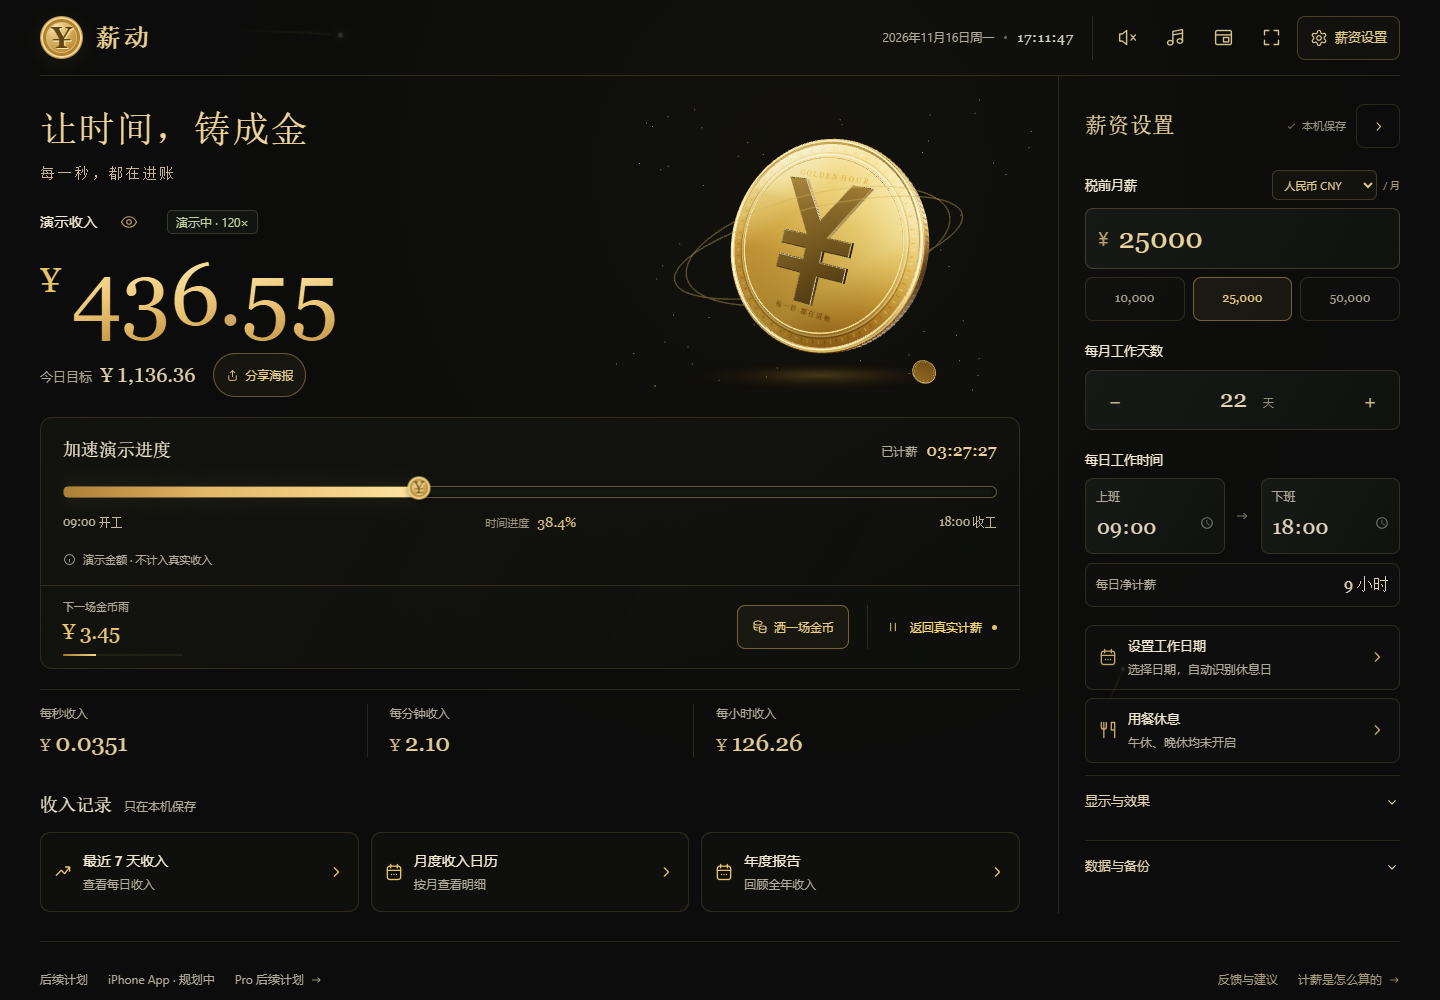 薪动
2026年11月16日周一 • 17:11:47
薪资设置
让时间，铸成金
每一秒，都在进账
演示收入
演示中 · 120×
¥ 436.55
今日目标 ¥ 1,136.36
分享海报
GOLDEN HOUR
每一秒 都在进账
加速演示进度
已计薪 03:27:27
09:00 开工
时间进度 38.4%
18:00 收工
演示金额 · 不计入真实收入
下一场金币雨
¥ 3.45
洒一场金币
返回真实计薪
每秒收入
¥ 0.0351
每分钟收入
¥ 2.10
每小时收入
¥ 126.26
收入记录 只在本机保存
最近 7 天收入
查看每日收入
月度收入日历
按月查看明细
年度报告
回顾全年收入
薪资设置
✓ 本机保存
税前月薪
人民币 CNY / 月
¥ 25000
10,000
25,000
50,000
每月工作天数
− 22 天 +
每日工作时间
上班
09:00
→
下班
18:00
每日净计薪
9 小时
设置工作日期
选择日期，自动识别休息日
用餐休息
午休、晚休均未开启
显示与效果
数据与备份
后续计划
iPhone App · 规划中
Pro 后续计划 →
反馈与建议
计薪是怎么算的 →